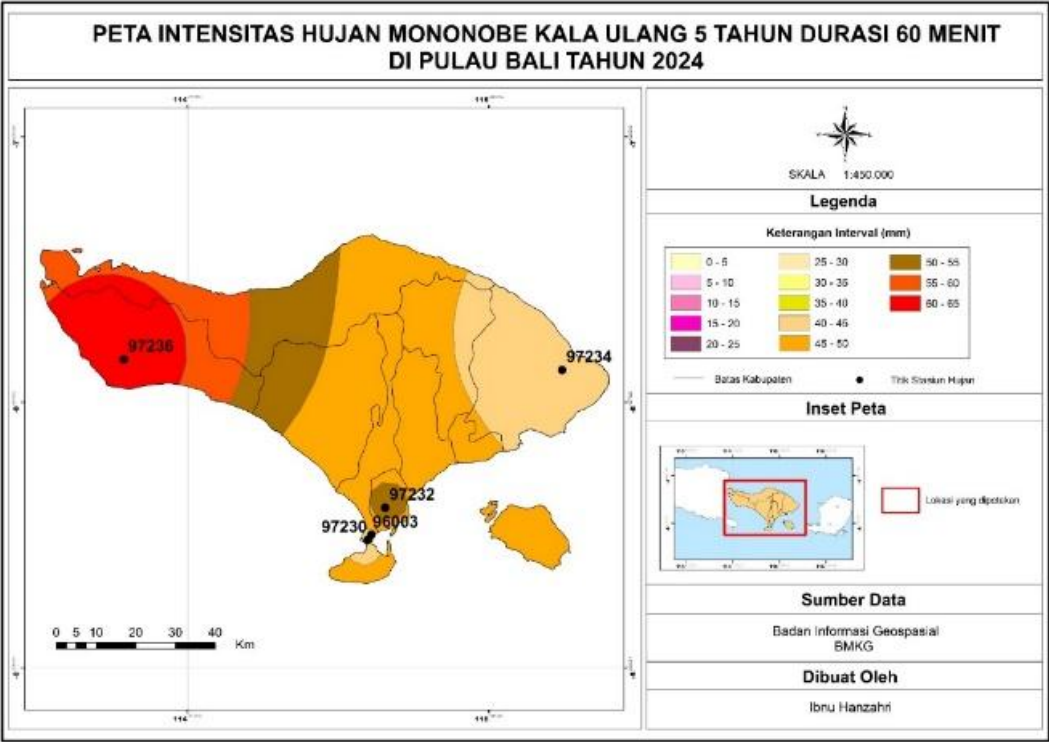 PETA INTENSITAS HUJAN MONONOBE KALA ULANG 5 TAHUN DURASI 60 MENIT
DI PULAU BALI TAHUN 2024
97236
97234
97232
97230 96003
0 5 10 20 30 40
Km
SKALA 1:450.000
Legenda
Keterangan Interval (mm)
0 - 5 25 - 30 50 - 55
5 - 10 30 - 35 55 - 60
10 - 15 35 - 40 60 - 65
15 - 20 40 - 45
20 - 25 45 - 50
Batas Kabupaten Titik Stasiun Hujan
Inset Peta
Lokasi yang dipetakan
Sumber Data
Badan Informasi Geospasial
BMKG
Dibuat Oleh
Ibnu Hanzahri